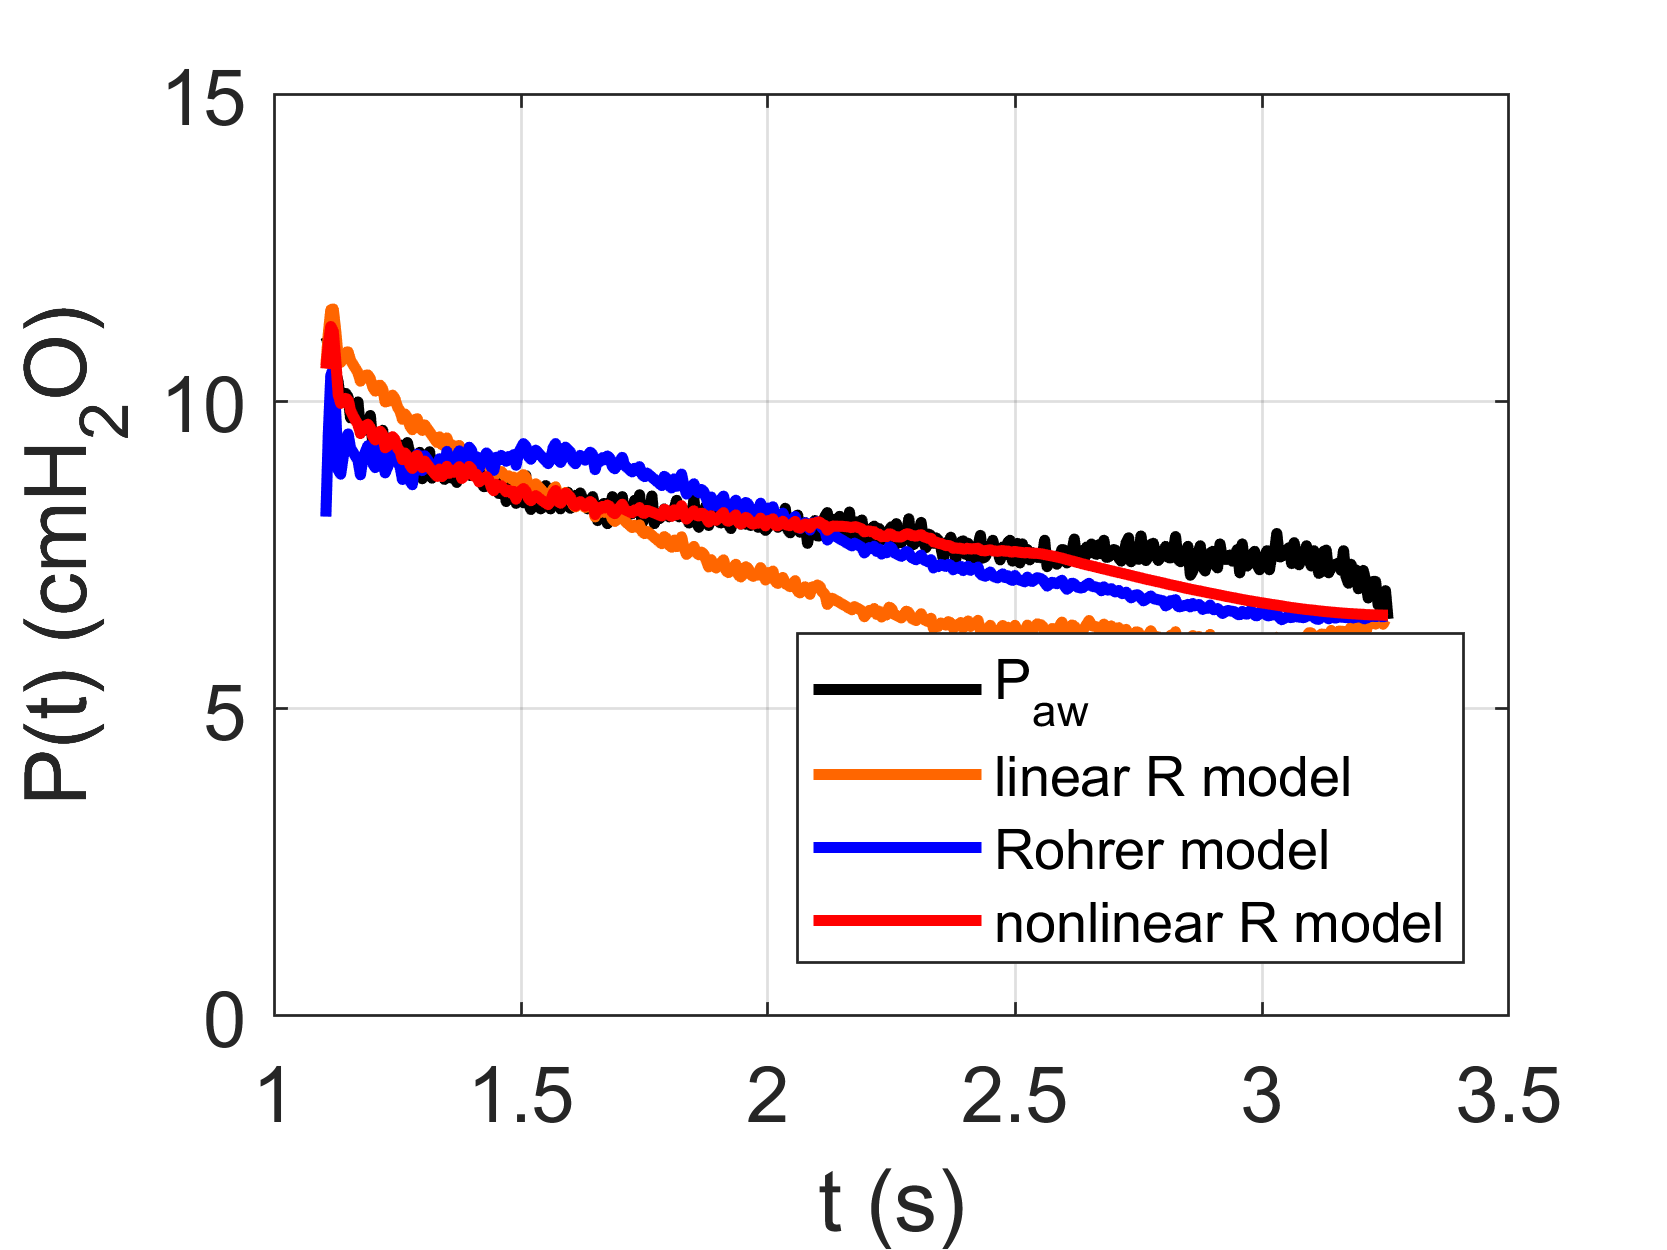 15
10
5
0
P(t) (cmH2O)
1 1.5 2 2.5 3 3.5
t (s)
Paw
linear R model
Rohrer model
nonlinear R model